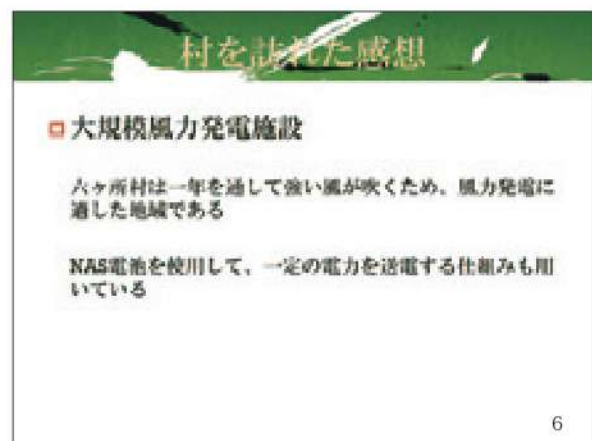 村を訪れた感想
大規模風力発電施設
六ヶ所村は一年を通して強い風が吹くため、風力発電に
適した地域である
NAS電池を使用して、一定の電力を送電する仕組みも用
いている
6